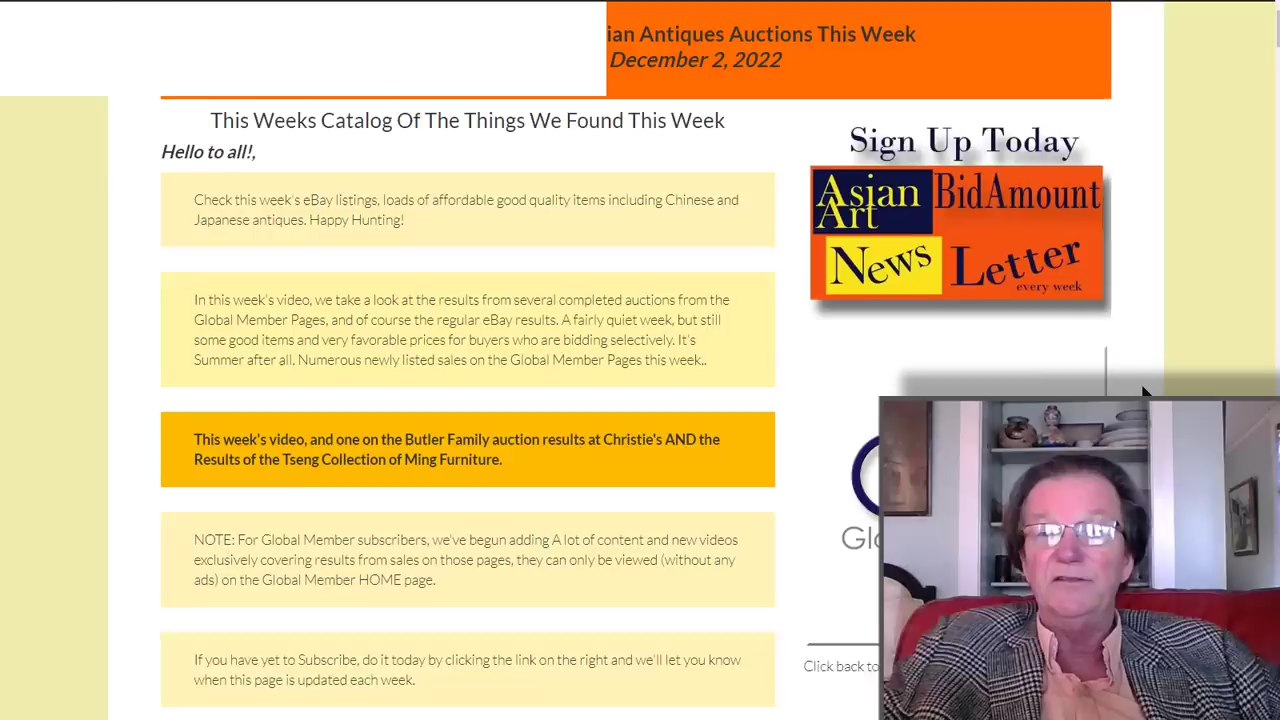 ian Antiques Auctions This Week
December 2, 2022
This Weeks Catalog Of The Things We Found This Week
Hello to all!,
Check this week's eBay listings, loads of affordable good quality items including Chinese and
Japanese antiques. Happy Hunting!
In this week's video, we take a look at the results from several completed auctions from the
Global Member Pages, and of course the regular eBay results. A fairly quiet week, but still
some good items and very favorable prices for buyers who are bidding selectively. It's
Summer after all. Numerous newly listed sales on the Global Member Pages this week..
This week's video, and one on the Butler Family auction results at Christie's AND the
Results of the Tseng Collection of Ming Furniture.
NOTE: For Global Member subscribers, we've begun adding A lot of content and new videos
exclusively covering results from sales on those pages, they can only be viewed (without any
ads) on the Global Member HOME page.
If you have yet to Subscribe, do it today by clicking the link on the right and we'll let you know
when this page is updated each week.
Sign Up Today
Asian Art BidAmount
News Letter
every week
Glo
Click back to